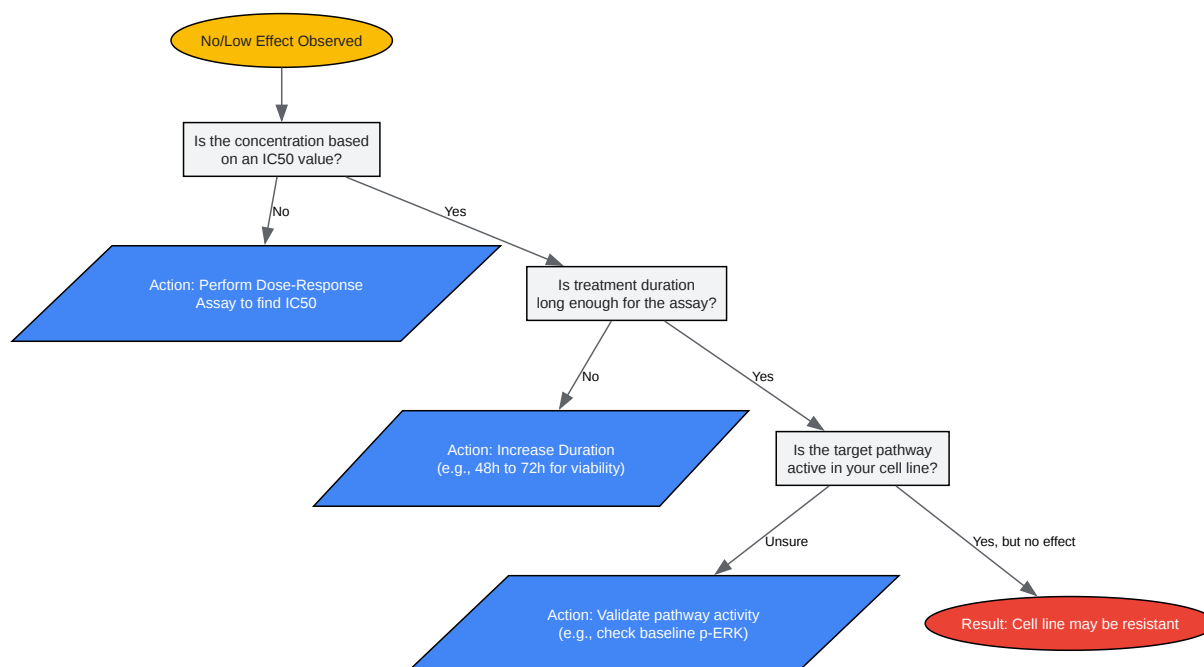 No/Low Effect Observed
Is the concentration based
on an IC50 value?
No
Yes
Action: Perform Dose-Response
Assay to find IC50
Is treatment duration
long enough for the assay?
No
Yes
Action: Increase Duration
(e.g., 48h to 72h for viability)
Is the target pathway
active in your cell line?
Unsure
Yes, but no effect
Action: Validate pathway activity
(e.g., check baseline p-ERK)
Result: Cell line may be resistant